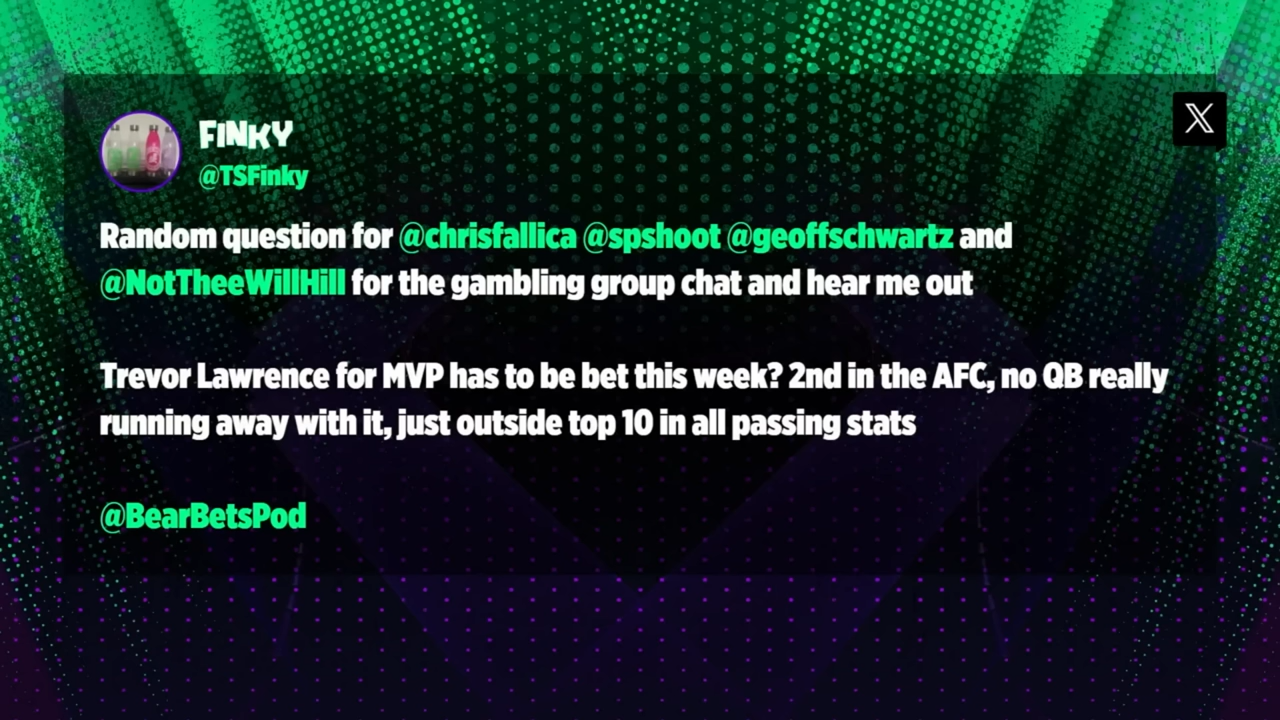 FINKY
@TSFinky
Random question for @chrisfallica @spshoot @geoffschwartz and
@NotTheeWillHill for the gambling group chat and hear me out
Trevor Lawrence for MVP has to be bet this week? 2nd in the AFC, no QB really
running away with it, just outside top 10 in all passing stats
@BearBetsPod